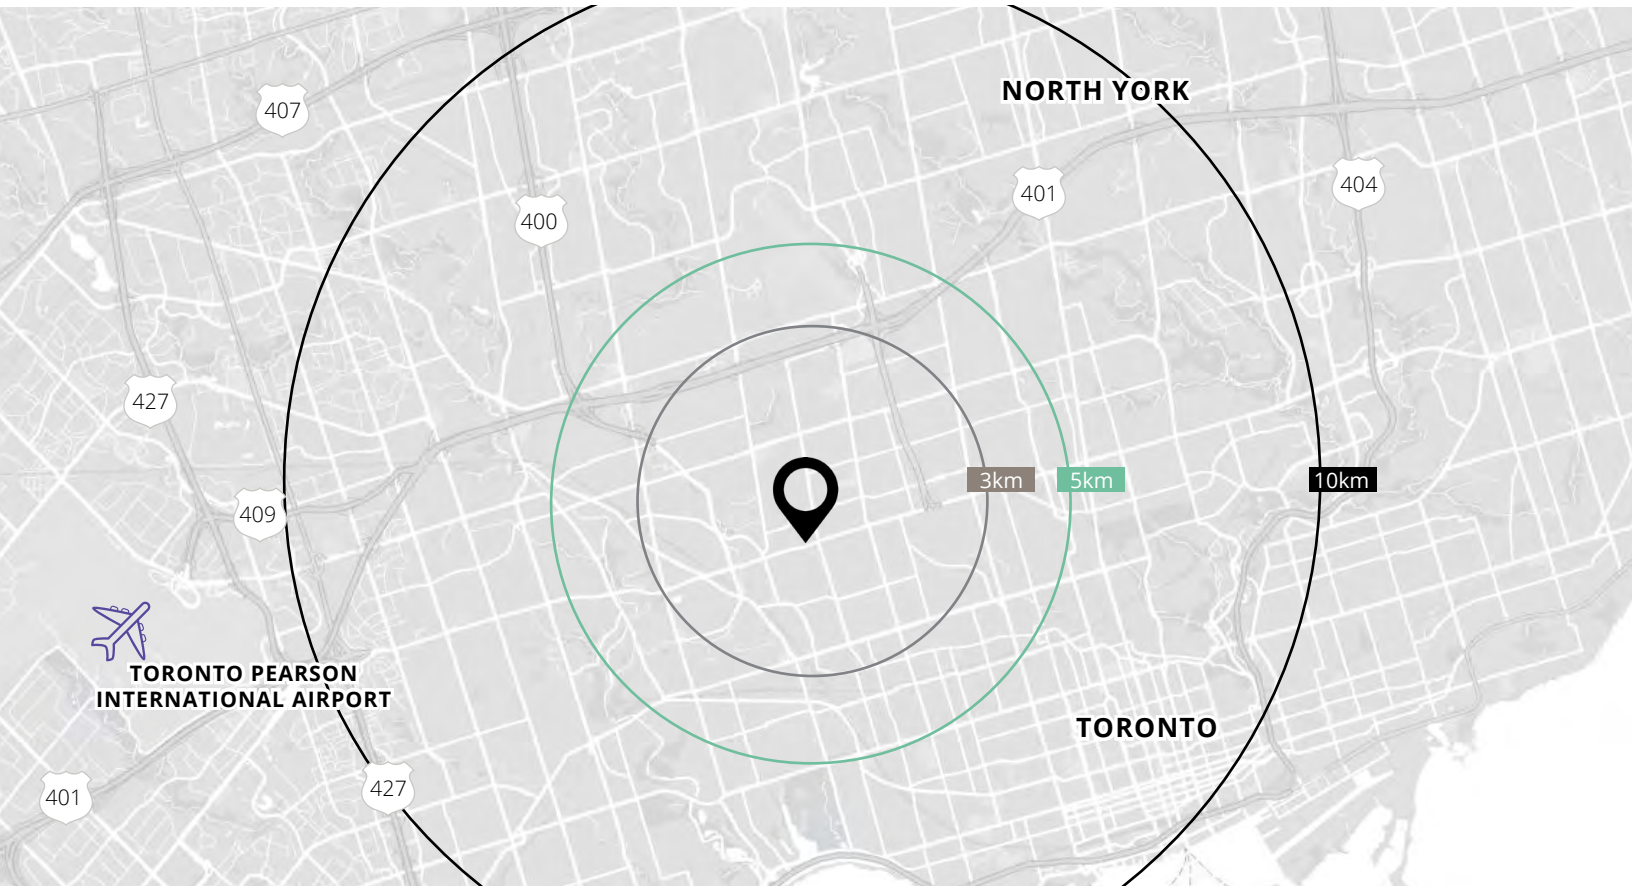 NORTH YORK
407
404
401
400
427
3km
5km
10km
409
TORONTO PEARSON
INTERNATIONAL AIRPORT
TORONTO
427
401